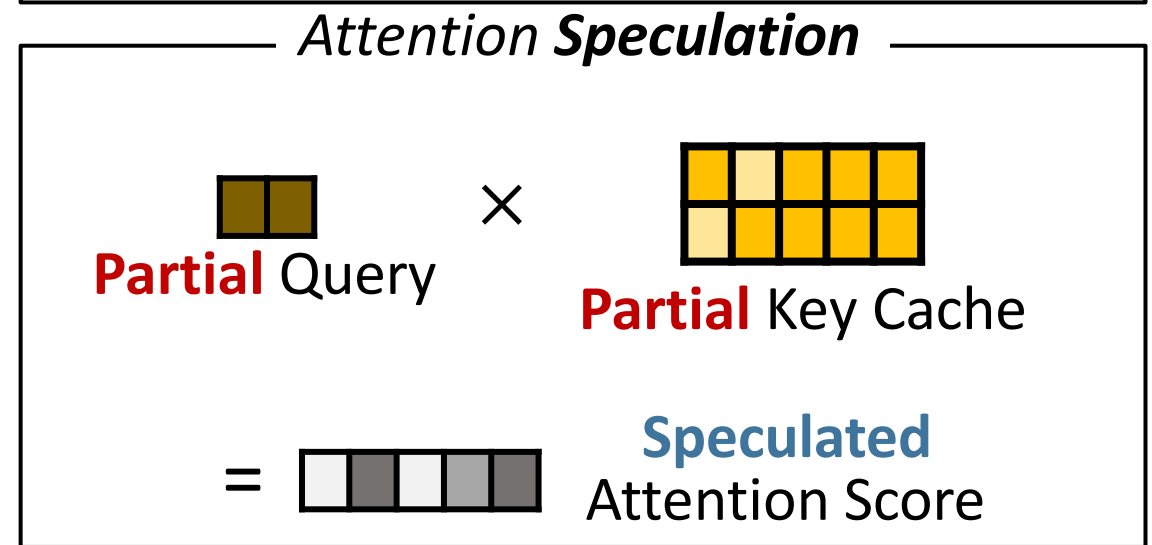 Attention Speculation
×
Partial Query
Partial Key Cache
=
Speculated
Attention Score